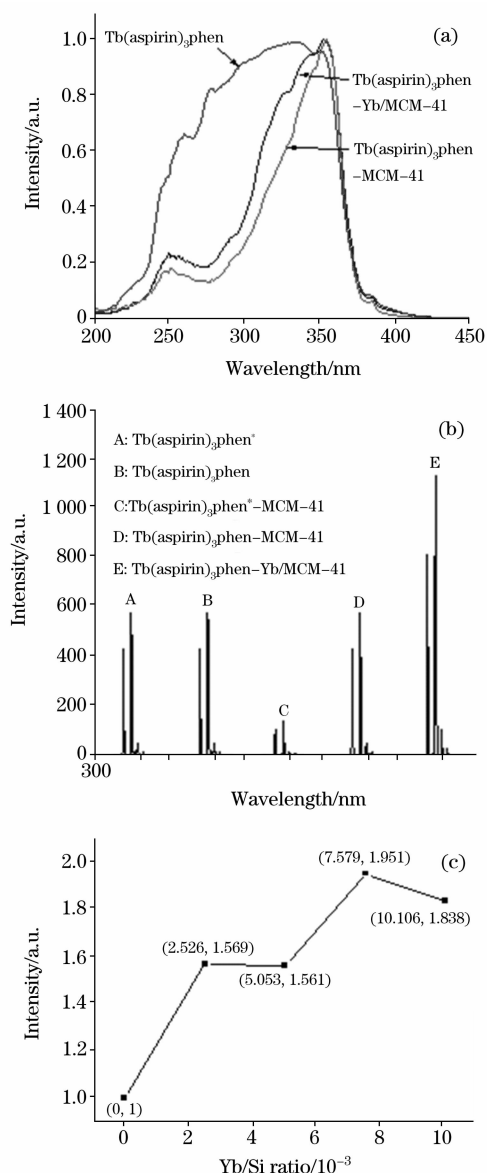 (a)
1.0
0.8
0.6
0.4
0.2
0
Intensity/a.u.
Tb(aspirin)₃phen
Tb(aspirin)₃phen
–Yb/MCM–41
Tb(aspirin)₃phen
–MCM–41
200 250 300 350 400 450
Wavelength/nm
(b)
1 400
1 200
1 000
800
600
400
200
0
Intensity/a.u.
A: Tb(aspirin)₃phen*
B: Tb(aspirin)₃phen
C:Tb(aspirin)₃phen*–MCM–41
D: Tb(aspirin)₃phen–MCM–41
E: Tb(aspirin)₃phen–Yb/MCM–41
A
B
C
D
E
300
Wavelength/nm
(c)
2.0
1.8
1.6
1.4
1.2
1.0
Intensity/a.u.
(7.579, 1.951)
(10.106, 1.838)
(2.526, 1.569)
(5.053, 1.561)
(0, 1)
0 2 4 6 8 10
Yb/Si ratio/10⁻³